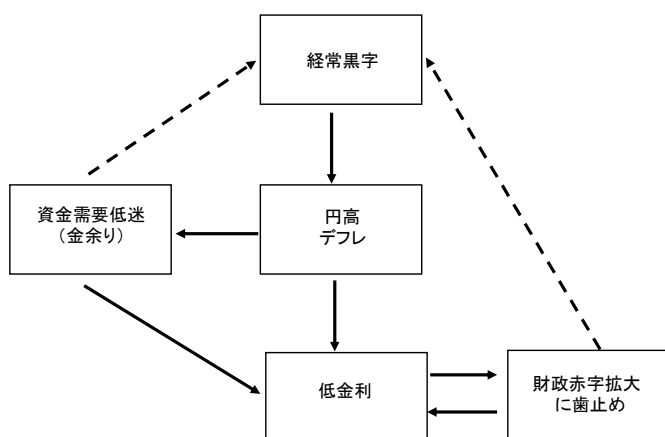 経常黒字
資金需要低迷
（金余り）
円高
デフレ
低金利
財政赤字拡大
に歯止め